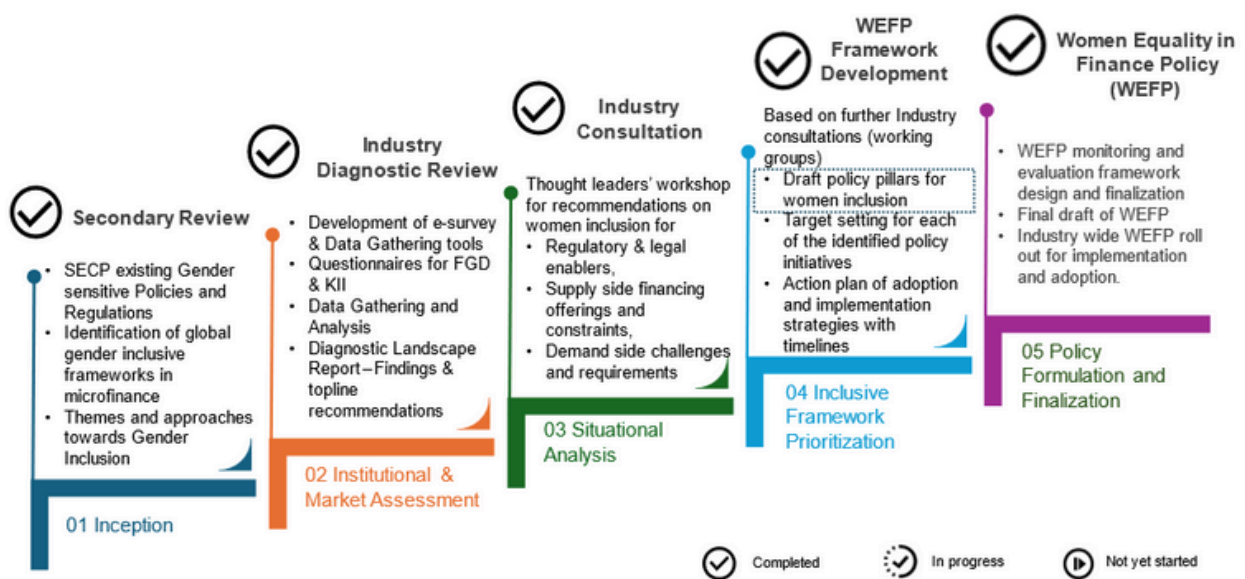 Secondary Review
• SECP existing Gender
sensitive Policies and
Regulations
• Identification of global
gender inclusive
frameworks in
microfinance
• Themes and approaches
towards Gender
Inclusion
01 Inception
Industry
Diagnostic Review
• Development of e-survey
& Data Gathering tools
• Questionnaires for FGD
& KII
• Data Gathering and
Analysis
• Diagnostic Landscape
Report – Findings &
topline
recommendations
02 Institutional &
Market Assessment
Industry
Consultation
Thought leaders' workshop
for recommendations on
women inclusion for
• Regulatory & legal
enablers,
• Supply side financing
offerings and
constraints,
• Demand side challenges
and requirements
03 Situational
Analysis
WEFP
Framework
Development
Based on further Industry
consultations (working
groups)
• Draft policy pillars for
women inclusion
• Target setting for each
of the identified policy
initiatives
• Action plan of adoption
and implementation
strategies with
timelines
04 Inclusive
Framework
Prioritization
Women Equality in
Finance Policy
(WEFP)
• WEFP monitoring and
evaluation framework
design and finalization
• Final draft of WEFP
• Industry wide WEFP roll
out for implementation
and adoption.
05 Policy
Formulation and
Finalization
Completed
In progress
Not yet started